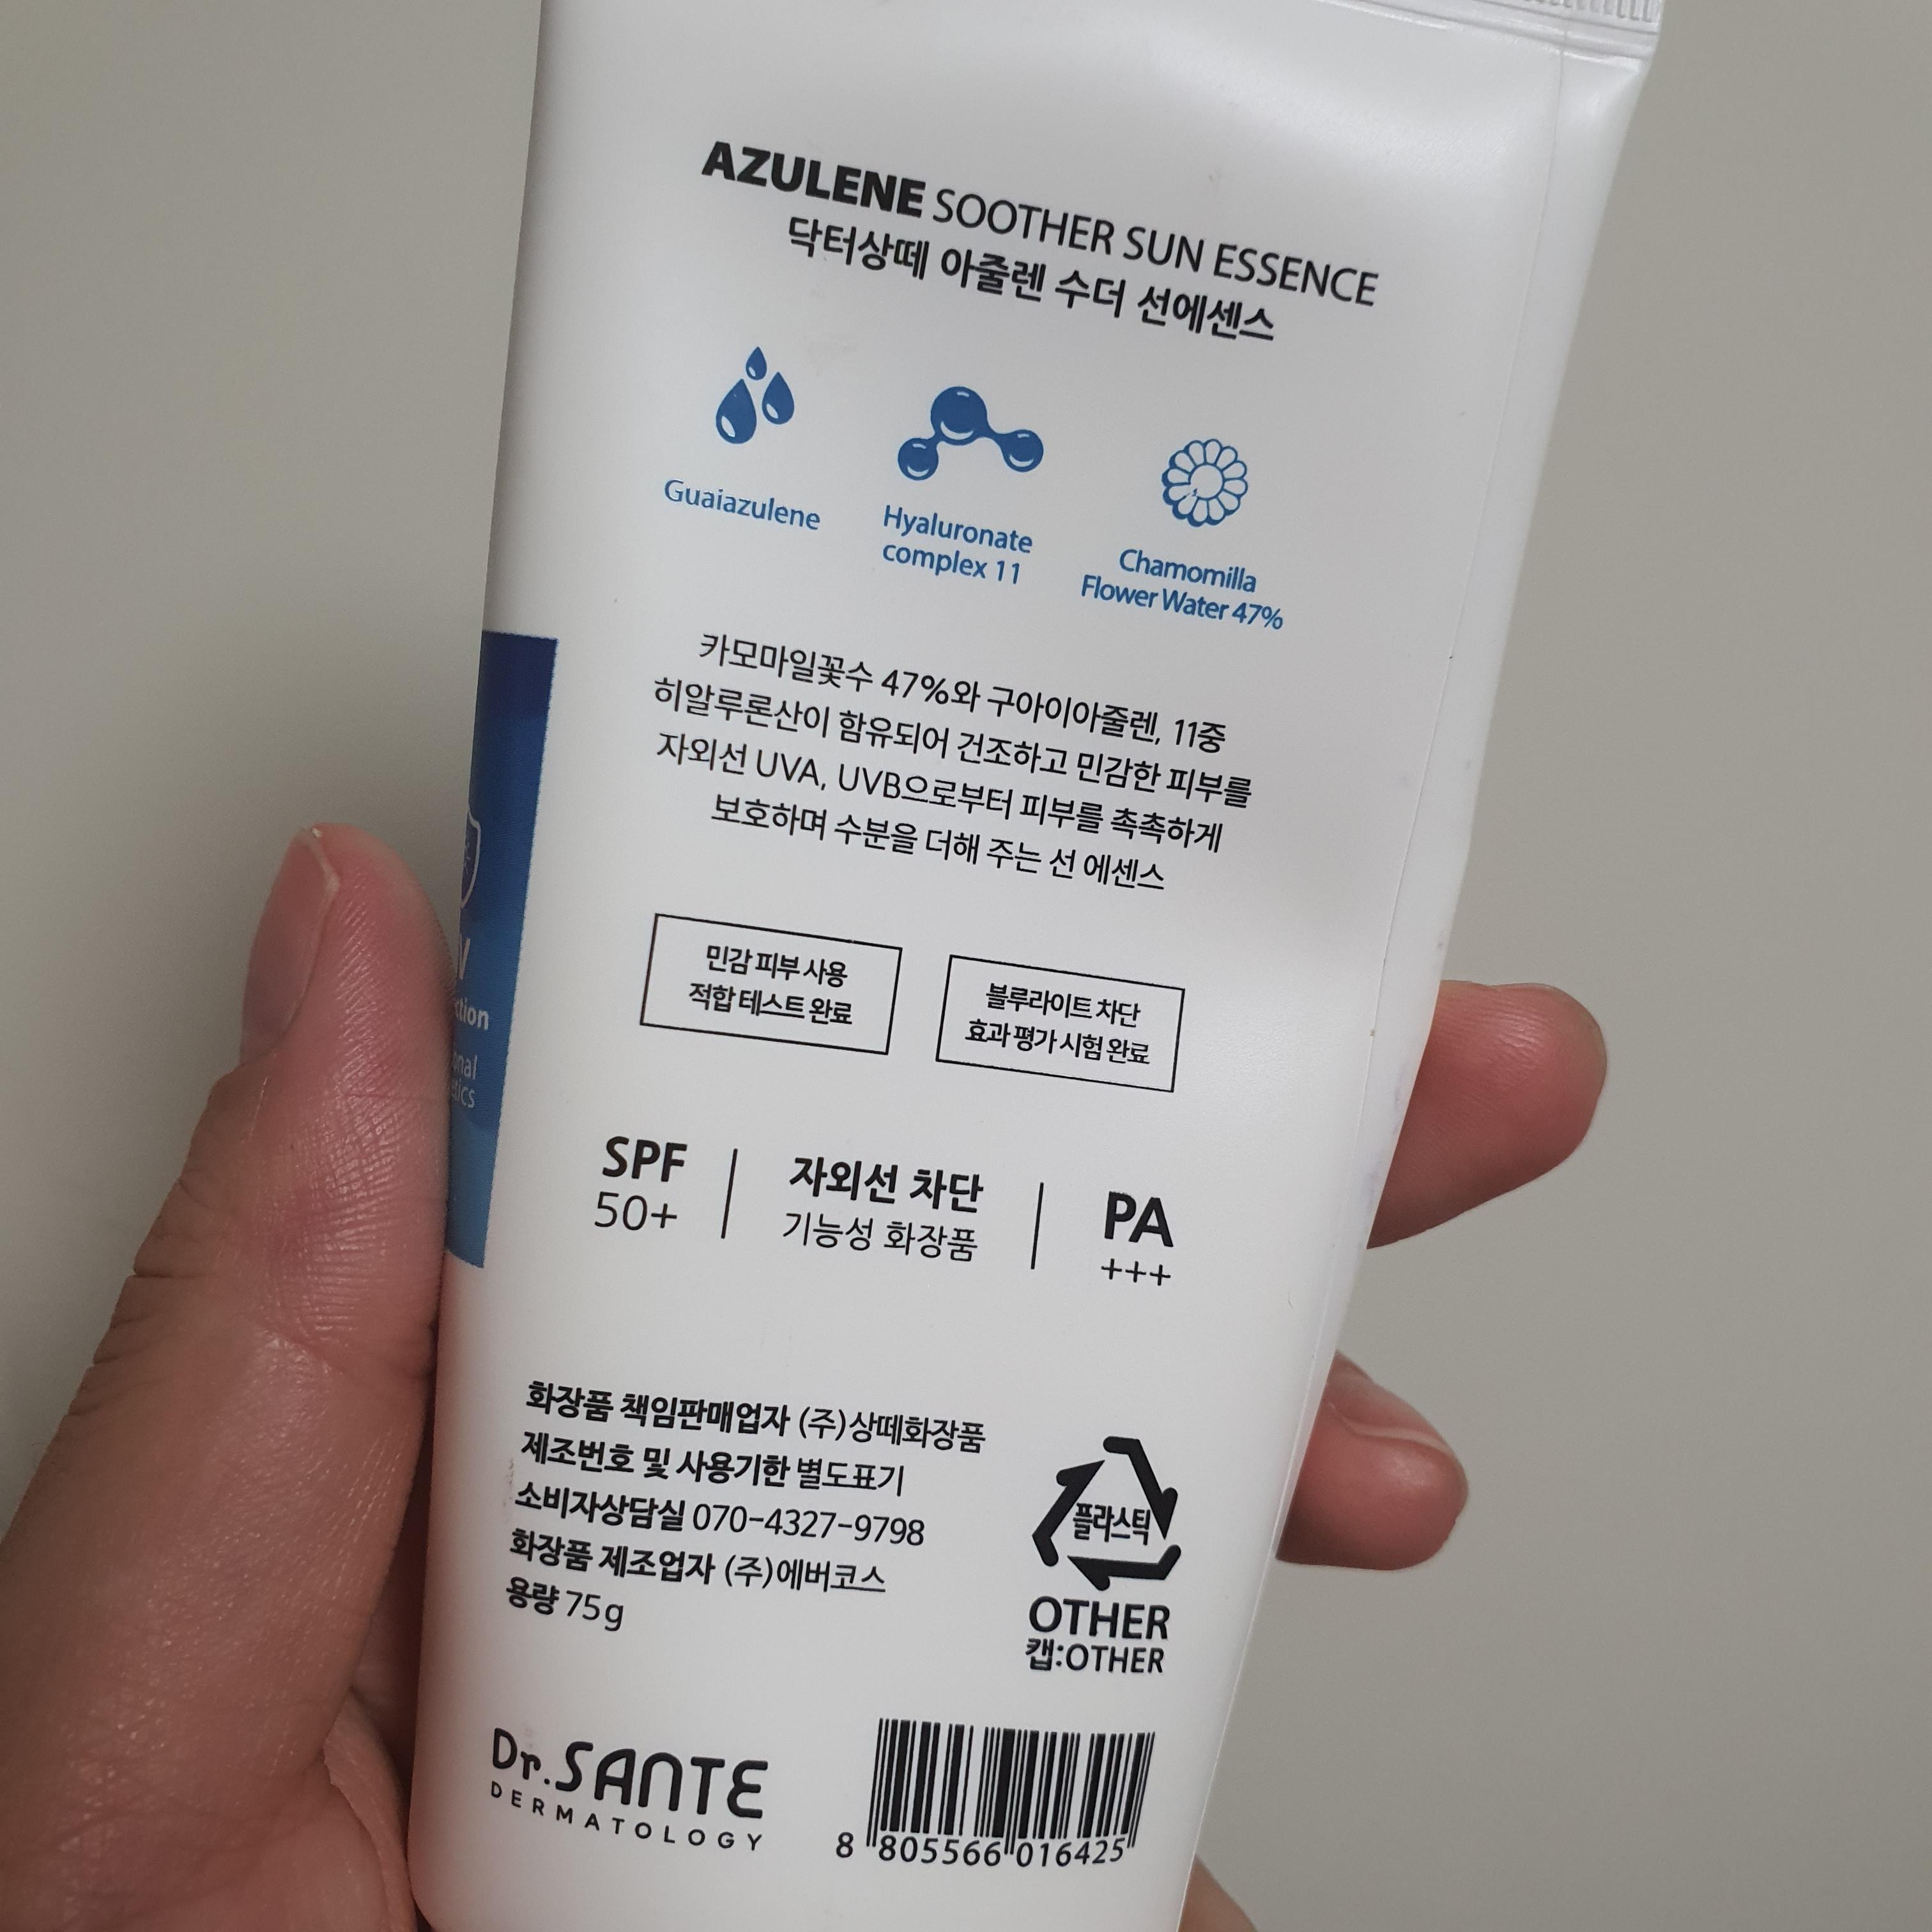 AZULENE SOOTHER SUN ESSENCE
닥터상떼 아줄렌 수더 선에센스
Guaiazulene
Hyaluronate
complex 11
Chamomilla
Flower Water 47%
카모마일꽃수 47%와 구아이아줄렌, 11중
히알루론산이 함유되어 건조하고 민감한 피부를
자외선 UVA, UVB으로부터 피부를 촉촉하게
보호하며 수분을 더해 주는 선 에센스
민감 피부 사용
적합 테스트 완료
블루라이트 차단
효과 평가 시험 완료
SPF
50+
자외선 차단
기능성 화장품
PA
+++
화장품 책임판매업자 (주)상떼화장품
제조번호 및 사용기한 별도표기
소비자상담실 070-4327-9798
화장품 제조업자 (주)에버코스
용량 75g
플라스틱
OTHER
캡:OTHER
Dr.SANTE
DERMATOLOGY
8 805566 016425